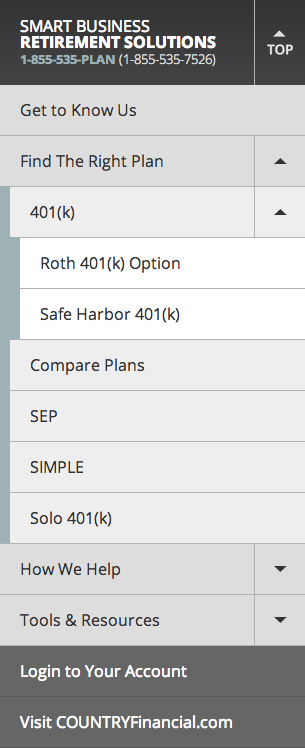 SMART BUSINESS
RETIREMENT SOLUTIONS
1-855-535-PLAN (1-855-535-7526)
TOP
Get to Know Us
Find The Right Plan
401(k)
Roth 401(k) Option
Safe Harbor 401(k)
Compare Plans
SEP
SIMPLE
Solo 401(k)
How We Help
Tools & Resources
Login to Your Account
Visit COUNTRYFinancial.com